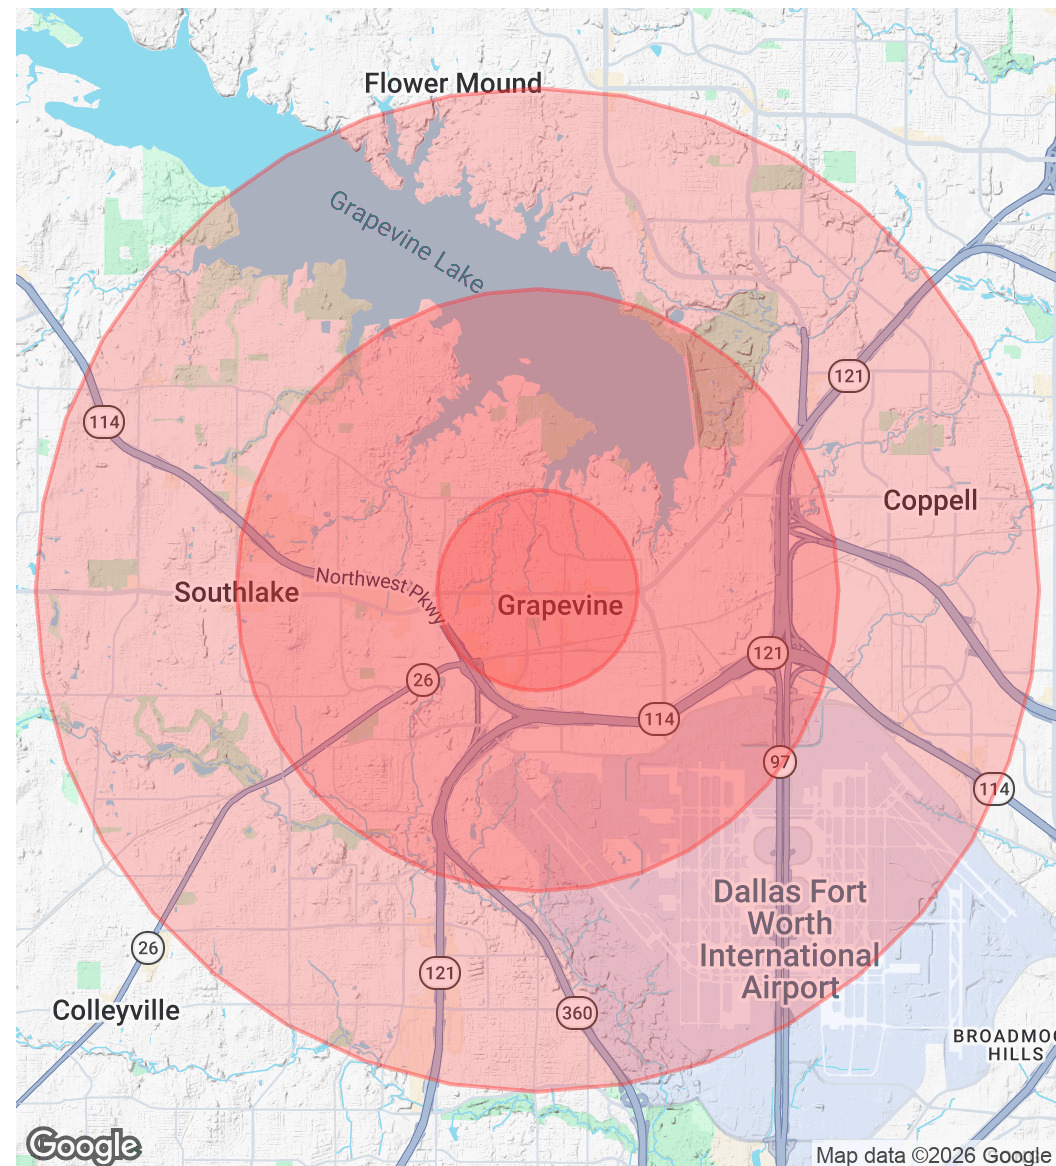 Flower Mound
Grapevine Lake
121
114
Coppell
Northwest Pkwy
Southlake
Grapevine
121
26
114
97
114
Dallas Fort
Worth
International
Airport
26
121
Colleyville
360
BROADMOO
HILLS
Google
Map data ©2026 Google